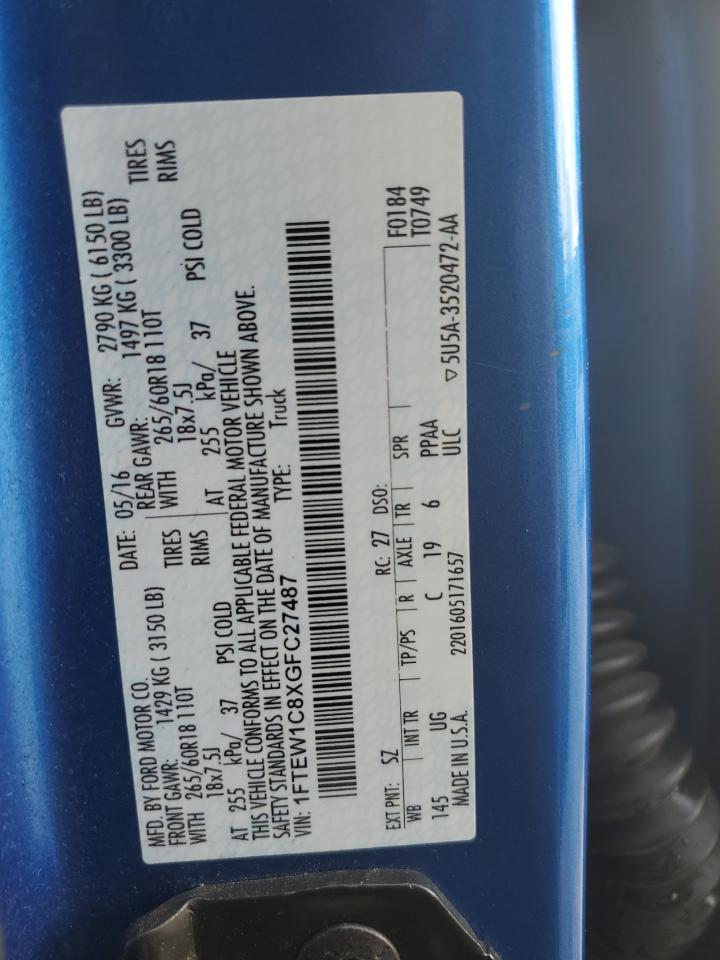 MFD. BY FORD MOTOR CO. DATE: 05/16 GVWR: 2790 KG ( 6150 LB)
FRONT GAWR: 1429 KG ( 3150 LB) REAR GAWR: 1497 KG ( 3300 LB)
WITH 265/60R18 110T TIRES WITH 265/60R18 110T TIRES
18x7.5J RIMS 18x7.5J RIMS
AT 255 kPa/ 37 PSI COLD AT 255 kPa/ 37 PSI COLD
THIS VEHICLE CONFORMS TO ALL APPLICABLE FEDERAL MOTOR VEHICLE
SAFETY STANDARDS IN EFFECT ON THE DATE OF MANUFACTURE SHOWN ABOVE.
VIN: 1FTEW1C8XGFC27487 TYPE: Truck
EXT PNT: SZ RC: 27 DSO: F0184
WB INT TR TP/PS R AXLE TR SPR T0749
145 UG C 19 6 PPAA
MADE IN U.S.A. 2201605171657 ULC ▽5U5A-3520472-AA